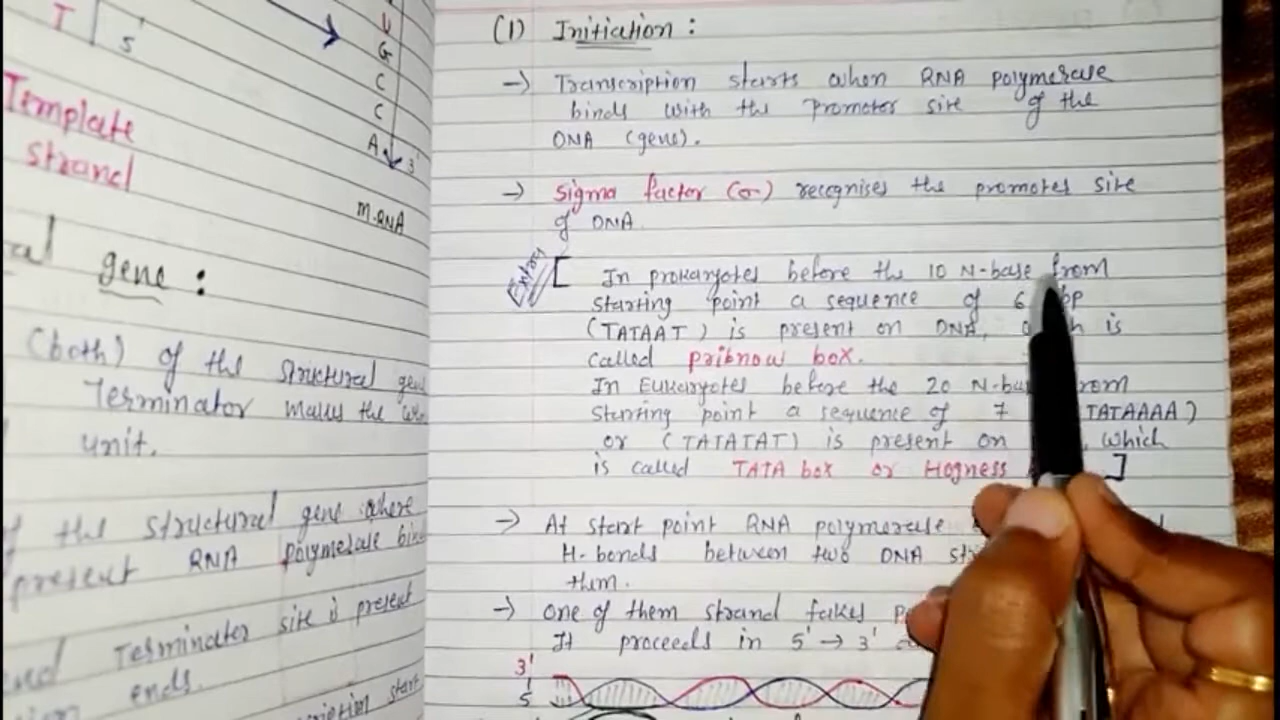 T
5'
U
G
C
C
A
3'
Template
strand
m-RNA
gene :
(both) of the structural
Terminator makes the
unit.
the structural gene where
present RNA polymerase
Terminator site is present
ends.
start
(1) Initiation :
→ Transcription starts when RNA polymerase
binds with the promoter site of the
DNA (gene).
→ Sigma factor (σ) recognises the promoter site
of DNA.
Extra
[ In prokaryotes before the 10 N-base from
starting point a sequence of 6 bp
(TATAAT) is present on DNA, is
called pribnow box.
In Eukaryotes before the 20 from
starting point a sequence of 7 (TATAAAA)
or (TATATAT) is present on , which
is called TATA box or Hogness ]
→ At start point RNA polymerase
H-bonds between two DNA
them.
→ One of them strand takes
It proceeds in 5' → 3'
3'
5'